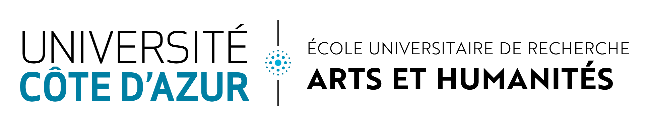 UNIVERSITÉ
CÔTE D'AZUR
ÉCOLE UNIVERSITAIRE DE RECHERCHE
ARTS ET HUMANITÉS